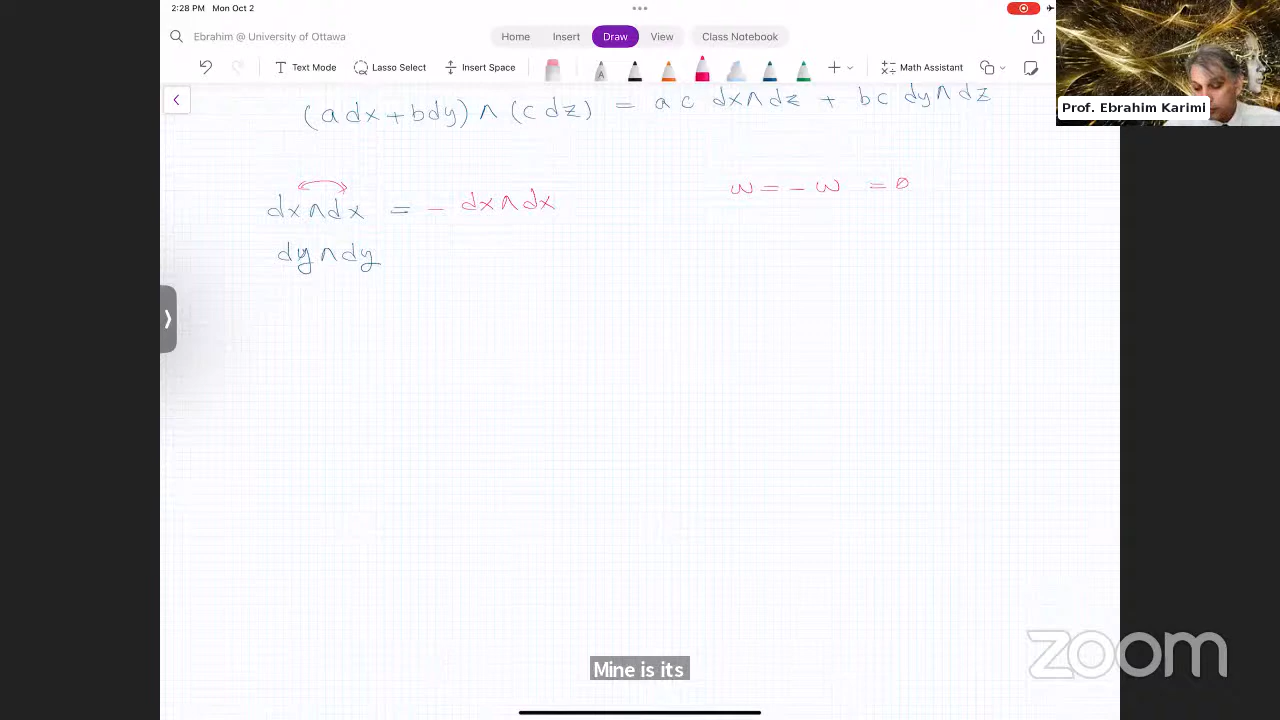 2:28 PM Mon Oct 2
Ebrahim @ University of Ottawa
Home Insert Draw View Class Notebook
Text Mode Lasso Select Insert Space A Math Assistant
Prof. Ebrahim Karimi
(adx + bdy) ∧ (cdz) = ac dx∧dz + bc dy∧dz
dx∧dx = - dx∧dx
ω = - ω = 0
dy∧dy
Mine is its
zoom